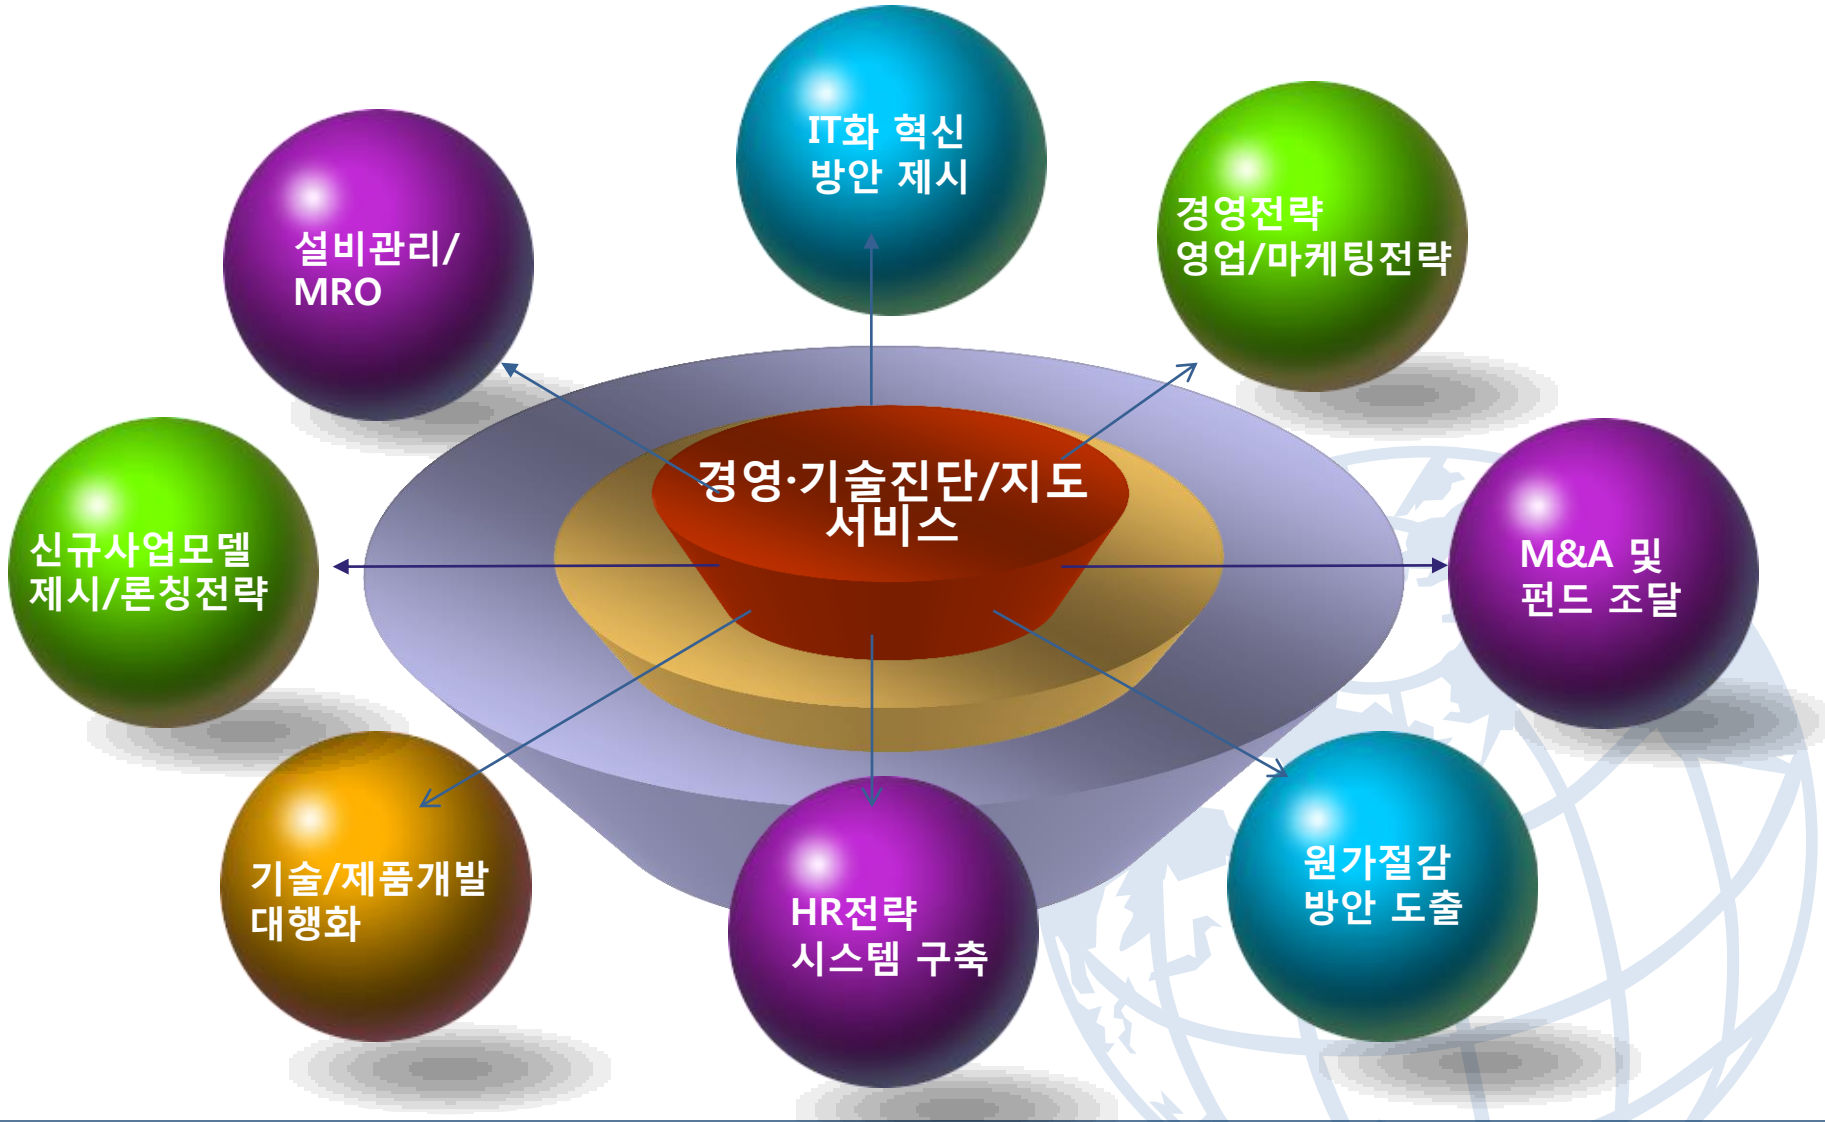 IT화 혁신
방안 제시
경영전략
영업/마케팅전략
설비관리/
MRO
경영·기술진단/지도
서비스
신규사업모델
제시/론칭전략
M&A 및
펀드 조달
기술/제품개발
대행화
HR전략
시스템 구축
원가절감
방안 도출